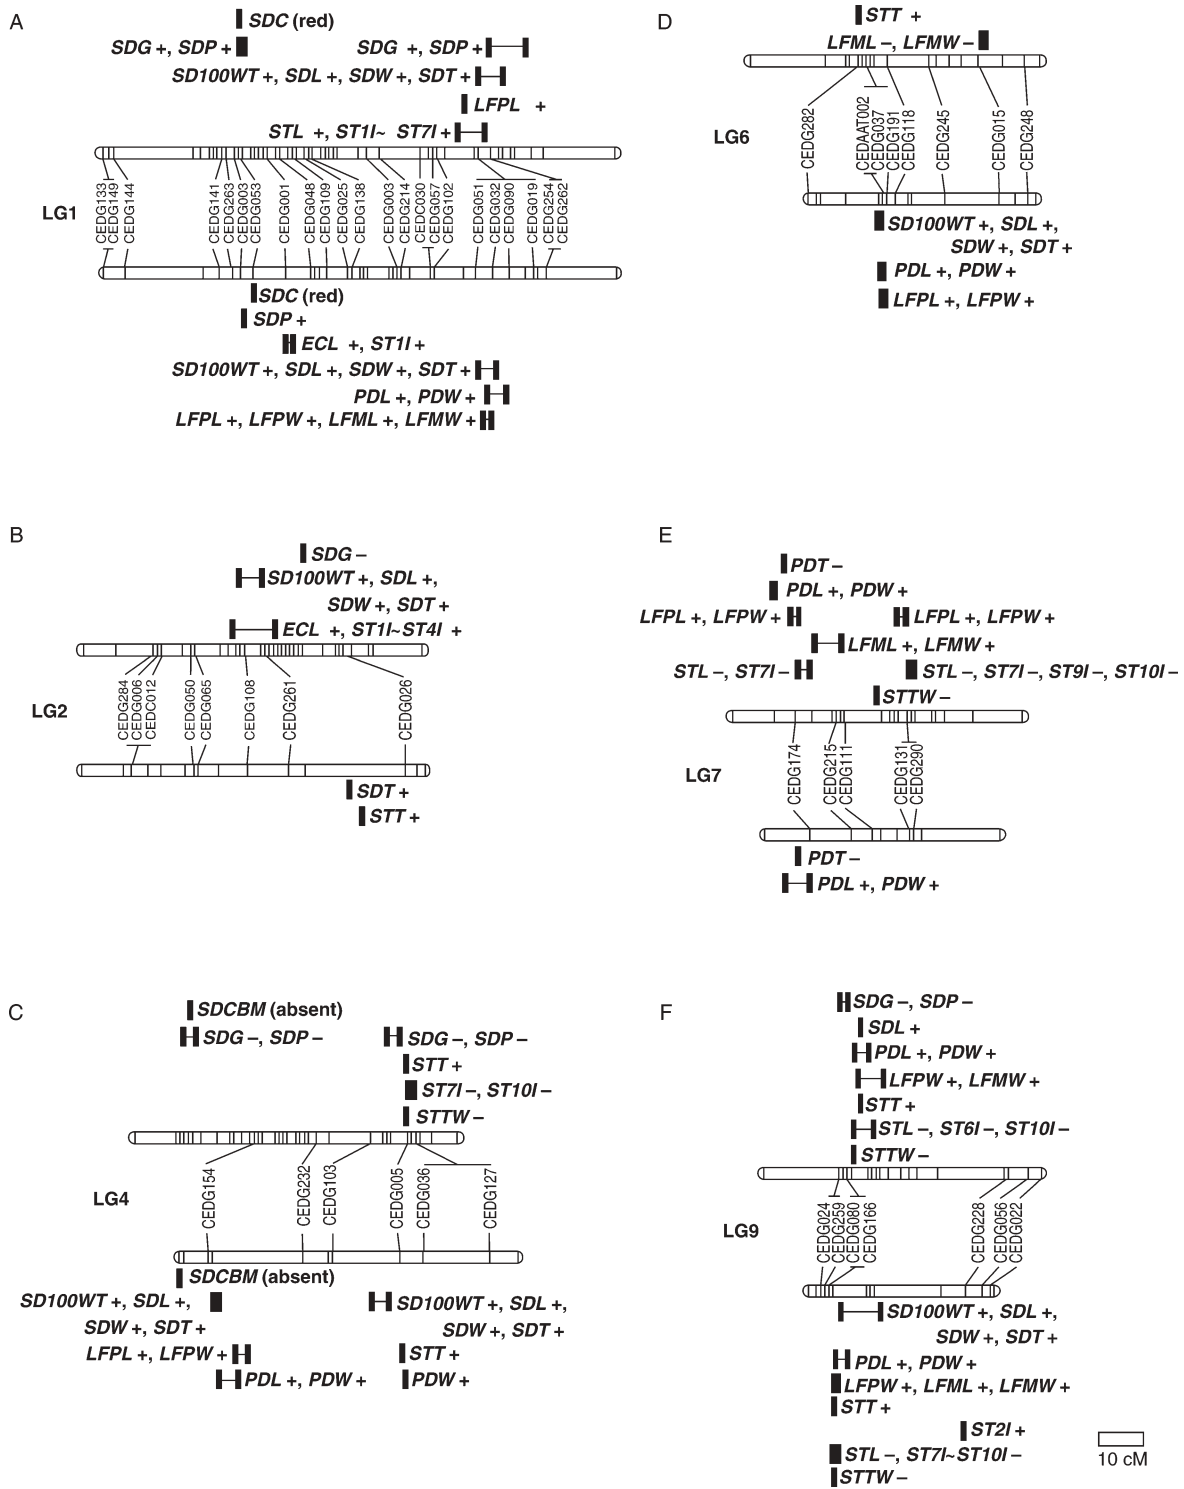 A
SDC (red)
SDG +, SDP +
SDG +, SDP +
SD100WT +, SDL +, SDW +, SDT +
LFPL +
STL +, ST1I~ ST7I +
LG1
CEDG133
CEDG149
CEDG144
CEDG141
CEDG263
CEDG003
CEDG053
CEDG001
CEDG048
CEDG109
CEDG025
CEDG138
CEDG003
CEDG214
CEDC030
CEDG057
CEDG102
CEDG051
CEDG032
CEDG090
CEDG019
CEDG254
CEDG262
SDC (red)
SDP +
ECL +, ST1I +
SD100WT +, SDL +, SDW +, SDT +
PDL +, PDW +
LFPL +, LFPW +, LFML +, LFMW +
B
SDG –
SD100WT +, SDL +,
SDW +, SDT +
ECL +, ST1I~ST4I +
LG2
CEDG284
CEDG006
CEDC012
CEDG050
CEDG065
CEDG108
CEDG261
CEDG026
SDT +
STT +
C
SDCBM (absent)
SDG –, SDP –
SDG –, SDP –
STT +
ST7I –, ST10I –
STTW –
LG4
CEDG154
CEDG232
CEDG103
CEDG005
CEDG036
CEDG127
SDCBM (absent)
SD100WT +, SDL +,
SDW +, SDT +
SD100WT +, SDL +,
SDW +, SDT +
LFPL +, LFPW +
STT +
PDL +, PDW +
PDW +
D
STT +
LFML –, LFMW –
LG6
CEDG282
CEDAAT002
CEDG037
CEDG191
CEDG118
CEDG245
CEDG015
CEDG248
SD100WT +, SDL +,
SDW +, SDT +
PDL +, PDW +
LFPL +, LFPW +
E
PDT –
PDL +, PDW +
LFPL +, LFPW +
LFPL +, LFPW +
LFML +, LFMW +
STL –, ST7I –
STL –, ST7I –, ST9I –, ST10I –
STTW –
LG7
CEDG174
CEDG215
CEDG111
CEDG131
CEDG290
PDT –
PDL +, PDW +
F
SDG –, SDP –
SDL +
PDL +, PDW +
LFPW +, LFMW +
STT +
STL –, ST6I –, ST10I –
STTW –
LG9
CEDG024
CEDG259
CEDG080
CEDG166
CEDG228
CEDG056
CEDG022
SD100WT +, SDL +,
SDW +, SDT +
PDL +, PDW +
LFPW +, LFML +, LFMW +
STT +
ST2I +
STL –, ST7I~ST10I –
STTW –
10 cM